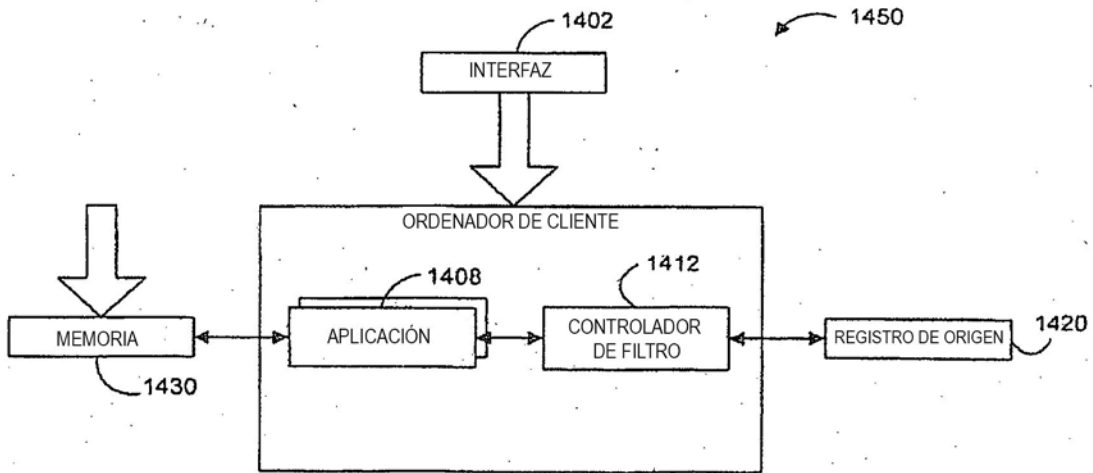 1402
1450
INTERFAZ
ORDENADOR DE CLIENTE
1408
1412
MEMORIA
APLICACIÓN
CONTROLADOR
DE FILTRO
REGISTRO DE ORIGEN
1420
1430